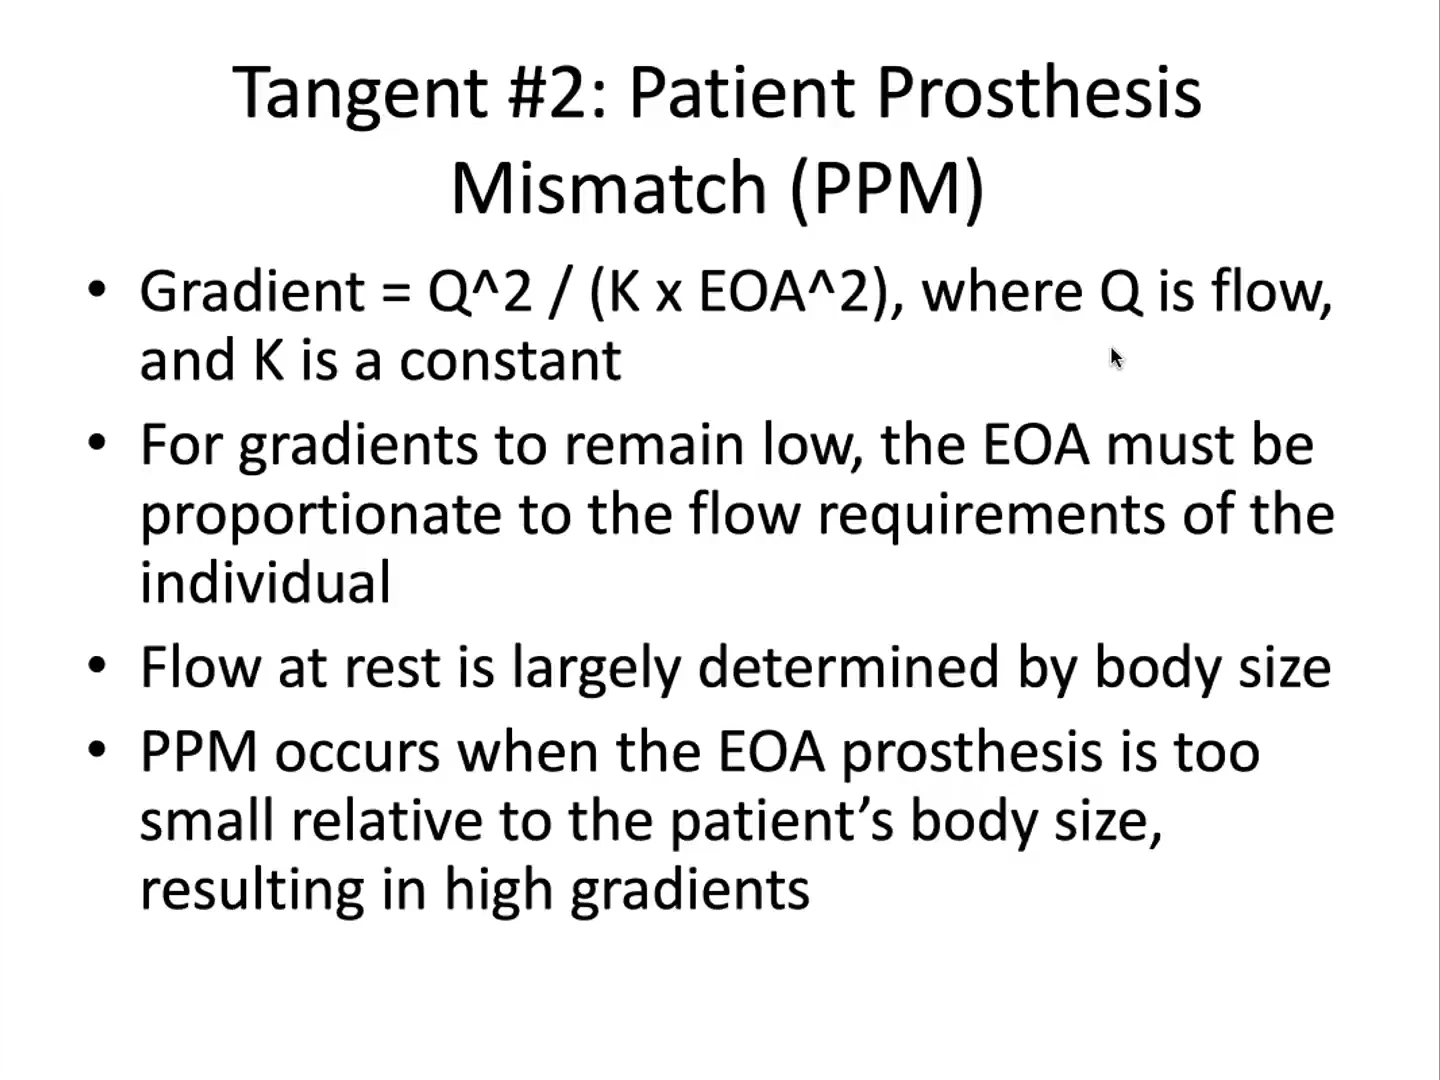 Tangent #2: Patient Prosthesis
Mismatch (PPM)
• Gradient = Q^2 / (K x EOA^2), where Q is flow,
and K is a constant
• For gradients to remain low, the EOA must be
proportionate to the flow requirements of the
individual
• Flow at rest is largely determined by body size
• PPM occurs when the EOA prosthesis is too
small relative to the patient’s body size,
resulting in high gradients